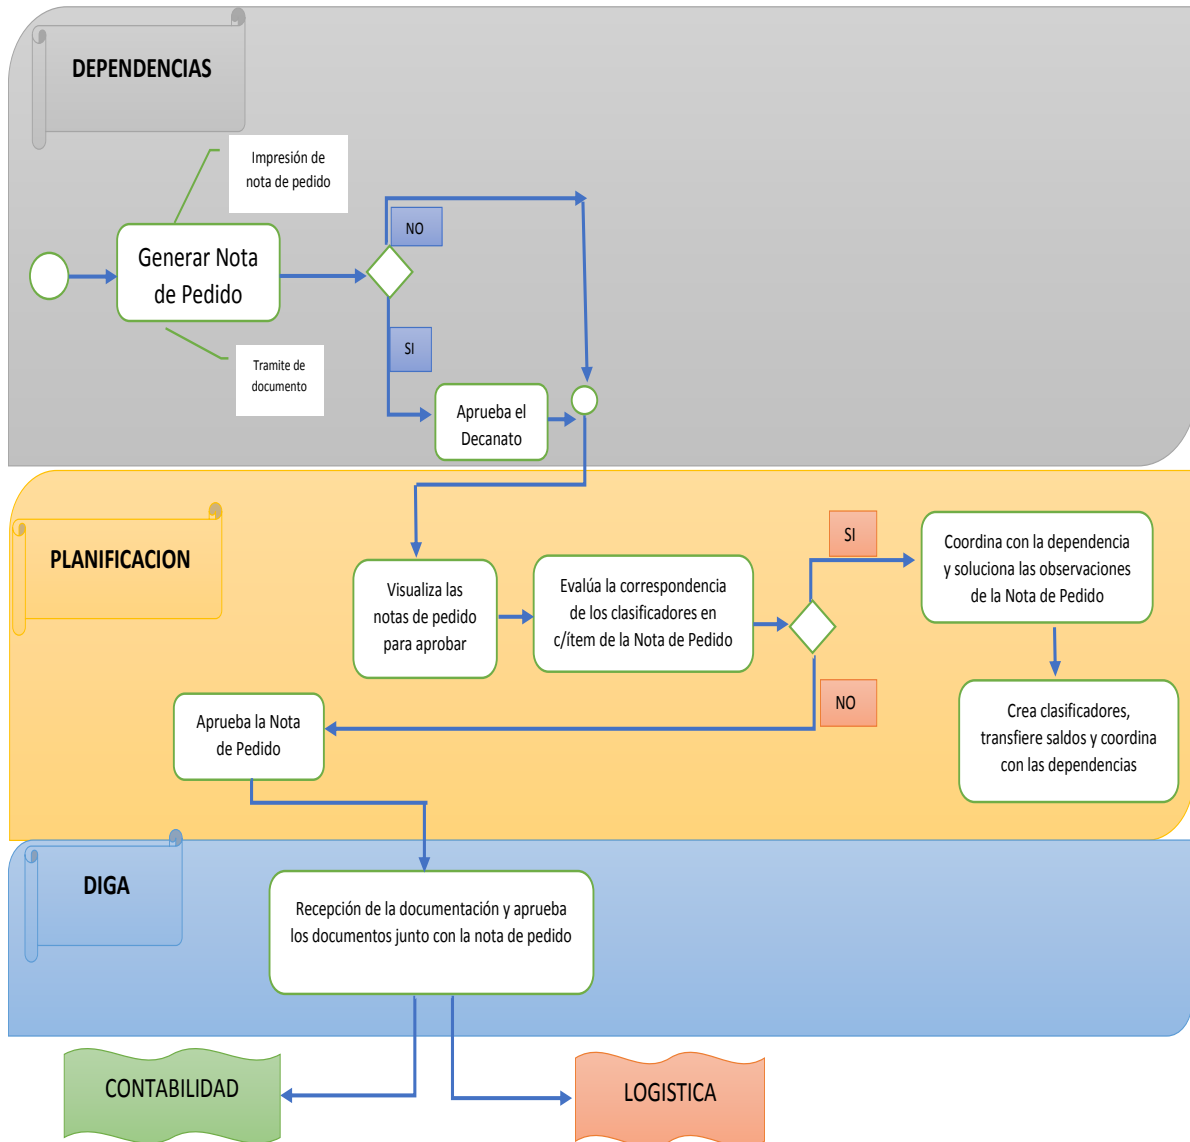 DEPENDENCIAS
Impresión de
nota de pedido
NO
Generar Nota
de Pedido
SI
Tramite de
documento
Aprueba el
Decanato
PLANIFICACION
SI
Coordina con la dependencia
y soluciona las observaciones
de la Nota de Pedido
Visualiza las
notas de pedido
para aprobar
Evalúa la correspondencia
de los clasificadores en
c/ítem de la Nota de Pedido
NO
Aprueba la Nota
de Pedido
Crea clasificadores,
transfiere saldos y coordina
con las dependencias
DIGA
Recepción de la documentación y aprueba
los documentos junto con la nota de pedido
CONTABILIDAD
LOGISTICA